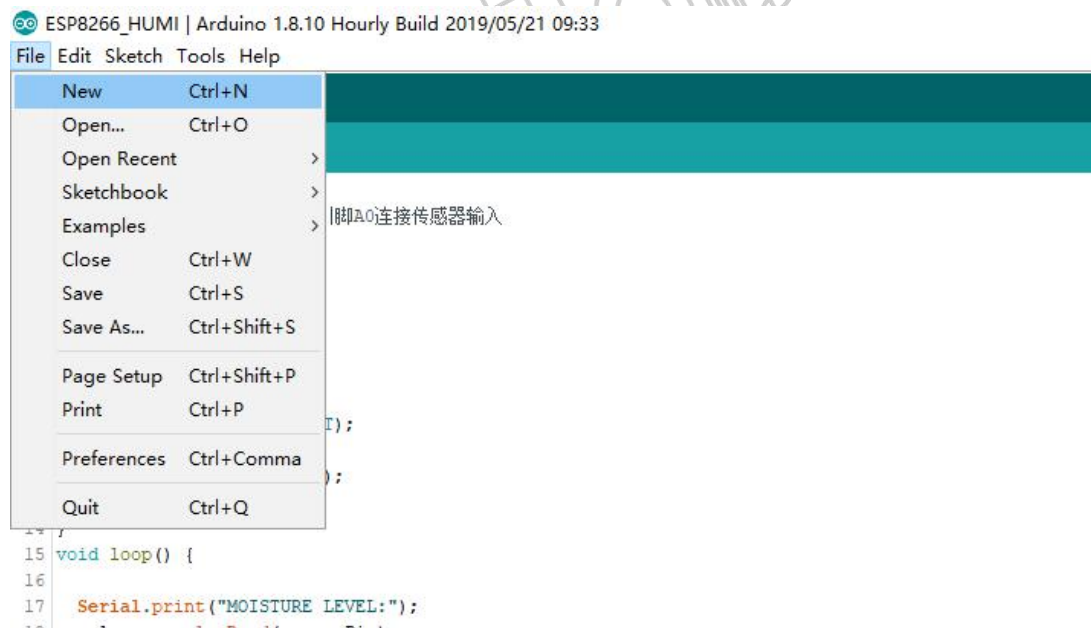 ESP8266_HUMI | Arduino 1.8.10 Hourly Build 2019/05/21 09:33
File Edit Sketch Tools Help
New Ctrl+N
Open... Ctrl+O
Open Recent >
Sketchbook >
Examples >
Close Ctrl+W
Save Ctrl+S
Save As... Ctrl+Shift+S
Page Setup Ctrl+Shift+P
Print Ctrl+P
Preferences Ctrl+Comma
Quit Ctrl+Q
脚A0连接传感器输入
);
);
14 }
15 void loop() {
16
17 Serial.print("MOISTURE LEVEL:");